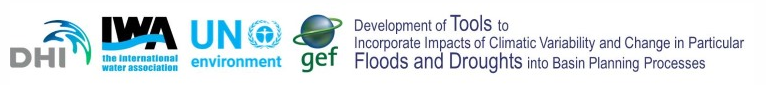 DHI
IWA
the international
water association
UN
environment
gef
Development of Tools to
Incorporate Impacts of Climatic Variability and Change in Particular
Floods and Droughts into Basin Planning Processes